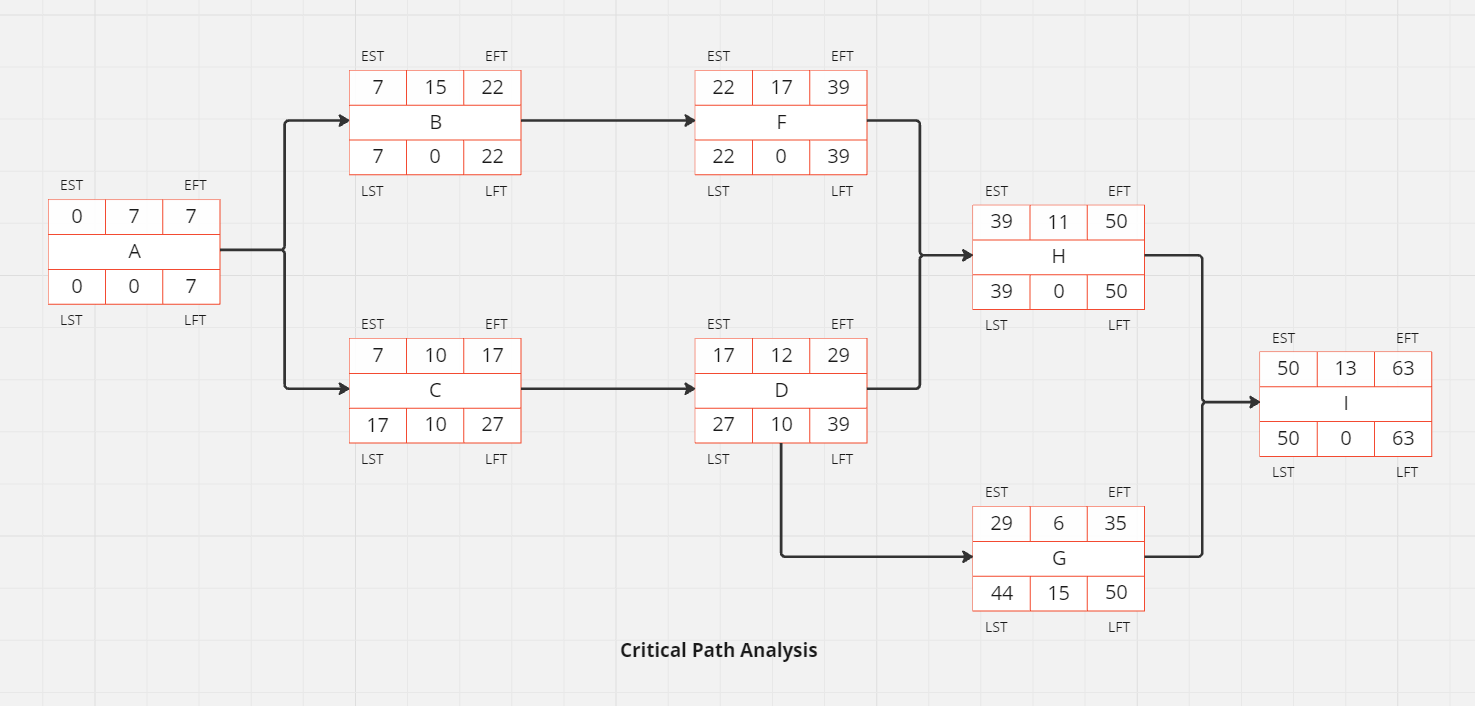 EST EFT
7 15 22
B
7 0 22
LST LFT
EST EFT
22 17 39
F
22 0 39
LST LFT
EST EFT
0 7 7
A
0 0 7
LST LFT
EST EFT
39 11 50
H
39 0 50
LST LFT
EST EFT
7 10 17
C
17 10 27
LST LFT
EST EFT
17 12 29
D
27 10 39
LST LFT
EST EFT
50 13 63
I
50 0 63
LST LFT
EST EFT
29 6 35
G
44 15 50
LST LFT
Critical Path Analysis